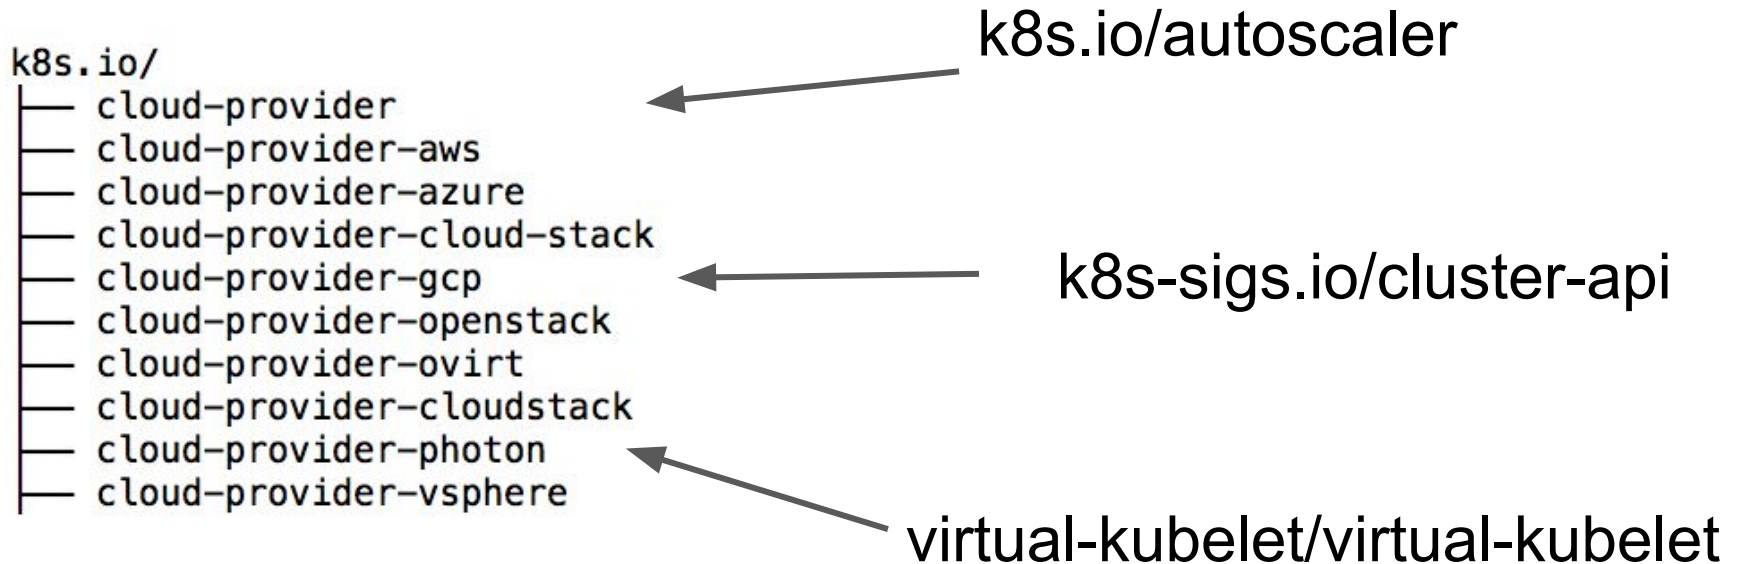 k8s.io/
├── cloud-provider
├── cloud-provider-aws
├── cloud-provider-azure
├── cloud-provider-cloud-stack
├── cloud-provider-gcp
├── cloud-provider-openstack
├── cloud-provider-ovirt
├── cloud-provider-cloudstack
├── cloud-provider-photon
├── cloud-provider-vsphere
k8s.io/autoscaler
k8s-sigs.io/cluster-api
virtual-kubelet/virtual-kubelet